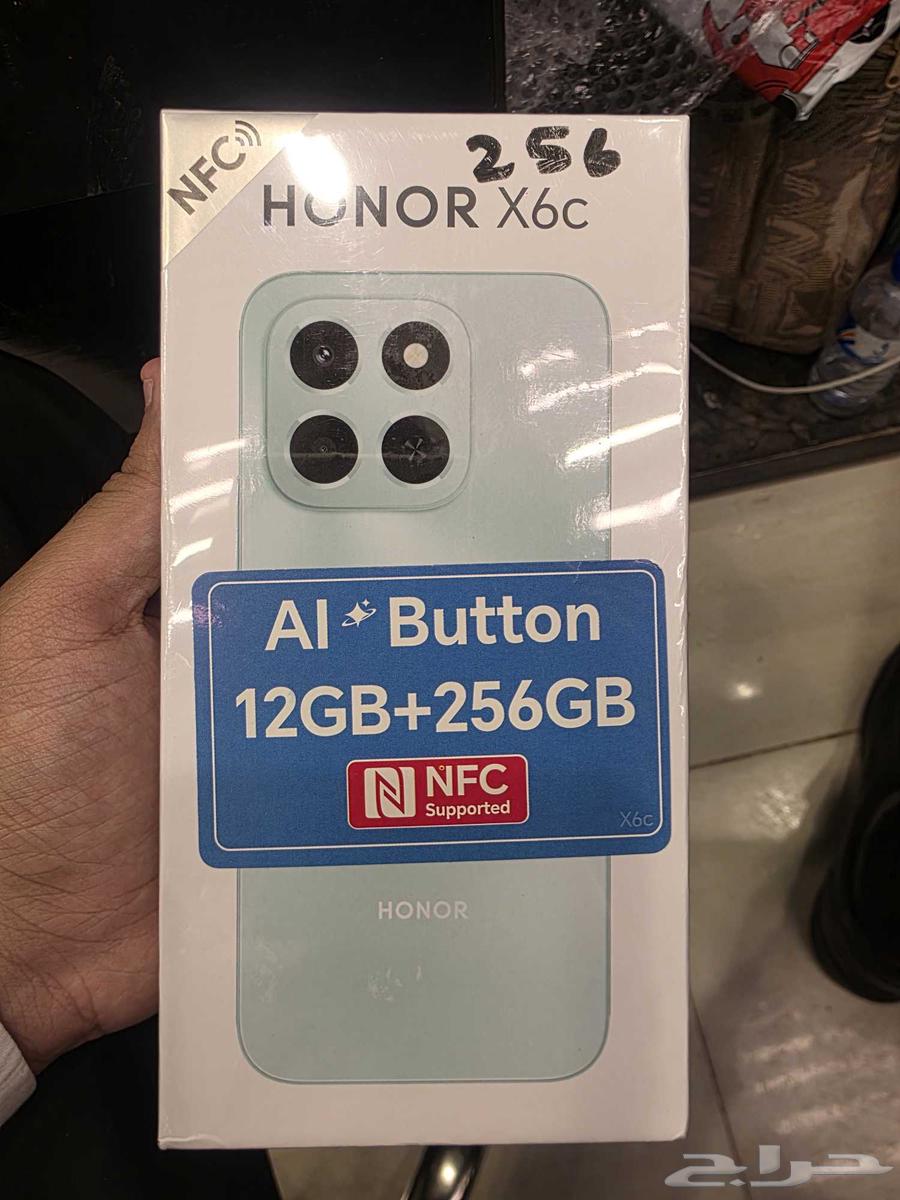 256
NFC
HONOR X6c
AI Button
12GB+256GB
NFC
Supported
X6c
HONOR
حراج